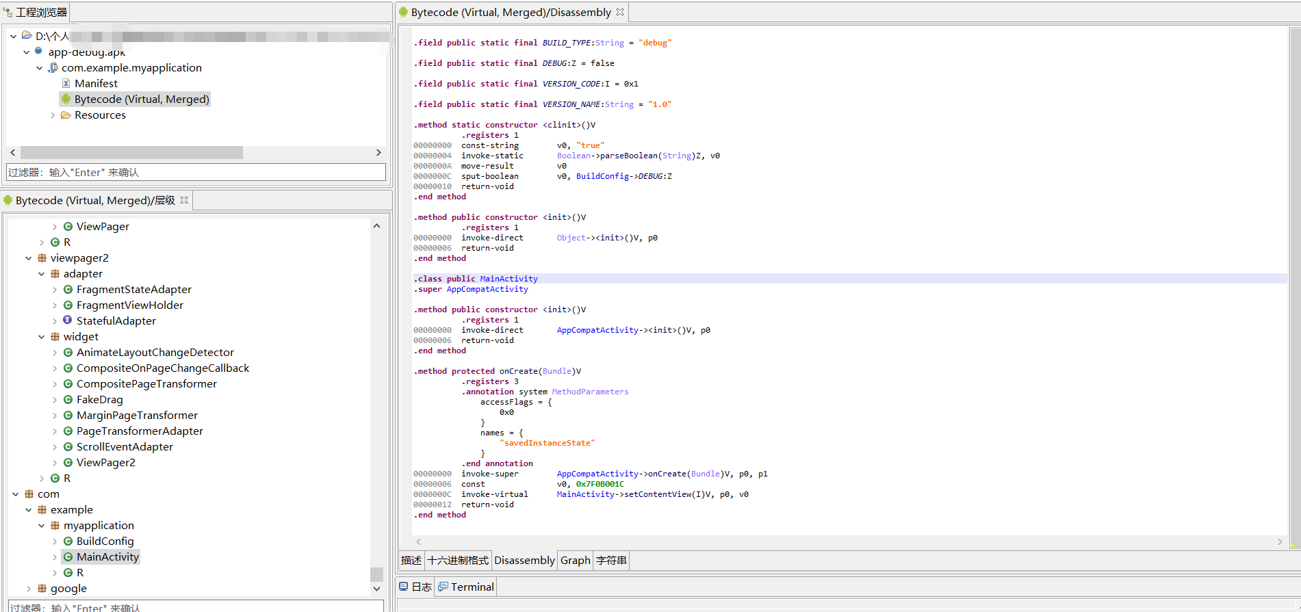 工程浏览器
D:\个人
app-debug.apk
com.example.myapplication
Manifest
Bytecode (Virtual, Merged)
Resources
过滤器: 输入"Enter" 来确认
Bytecode (Virtual, Merged)/层级
ViewPager
R
viewpager2
adapter
FragmentStateAdapter
FragmentViewHolder
StatefulAdapter
widget
AnimateLayoutChangeDetector
CompositeOnPageChangeCallback
CompositePageTransformer
FakeDrag
MarginPageTransformer
PageTransformerAdapter
ScrollEventAdapter
ViewPager2
R
com
example
myapplication
BuildConfig
MainActivity
R
google
过滤器: 输入"Enter" 来确认
Bytecode (Virtual, Merged)/Disassembly
.field public static final BUILD_TYPE:String = "debug"
.field public static final DEBUG:Z = false
.field public static final VERSION_CODE:I = 0x1
.field public static final VERSION_NAME:String = "1.0"
.method static constructor <clinit>()V
.registers 1
00000000 const-string v0, "true"
00000004 invoke-static Boolean->parseBoolean(String)Z, v0
0000000A move-result v0
0000000C sput-boolean v0, BuildConfig->DEBUG:Z
00000010 return-void
.end method
.method public constructor <init>()V
.registers 1
00000000 invoke-direct Object-><init>()V, p0
00000006 return-void
.end method
.class public MainActivity
.super AppCompatActivity
.method public constructor <init>()V
.registers 1
00000000 invoke-direct AppCompatActivity-><init>()V, p0
00000006 return-void
.end method
.method protected onCreate(Bundle)V
.registers 3
.annotation system MethodParameters
accessFlags = {
0x0
}
names = {
"savedInstanceState"
}
.end annotation
00000000 invoke-super AppCompatActivity->onCreate(Bundle)V, p0, p1
00000006 const v0, 0x7F0B001C
0000000C invoke-virtual MainActivity->setContentView(I)V, p0, v0
00000012 return-void
.end method
描述 十六进制格式 Disassembly Graph 字符串
日志 Terminal